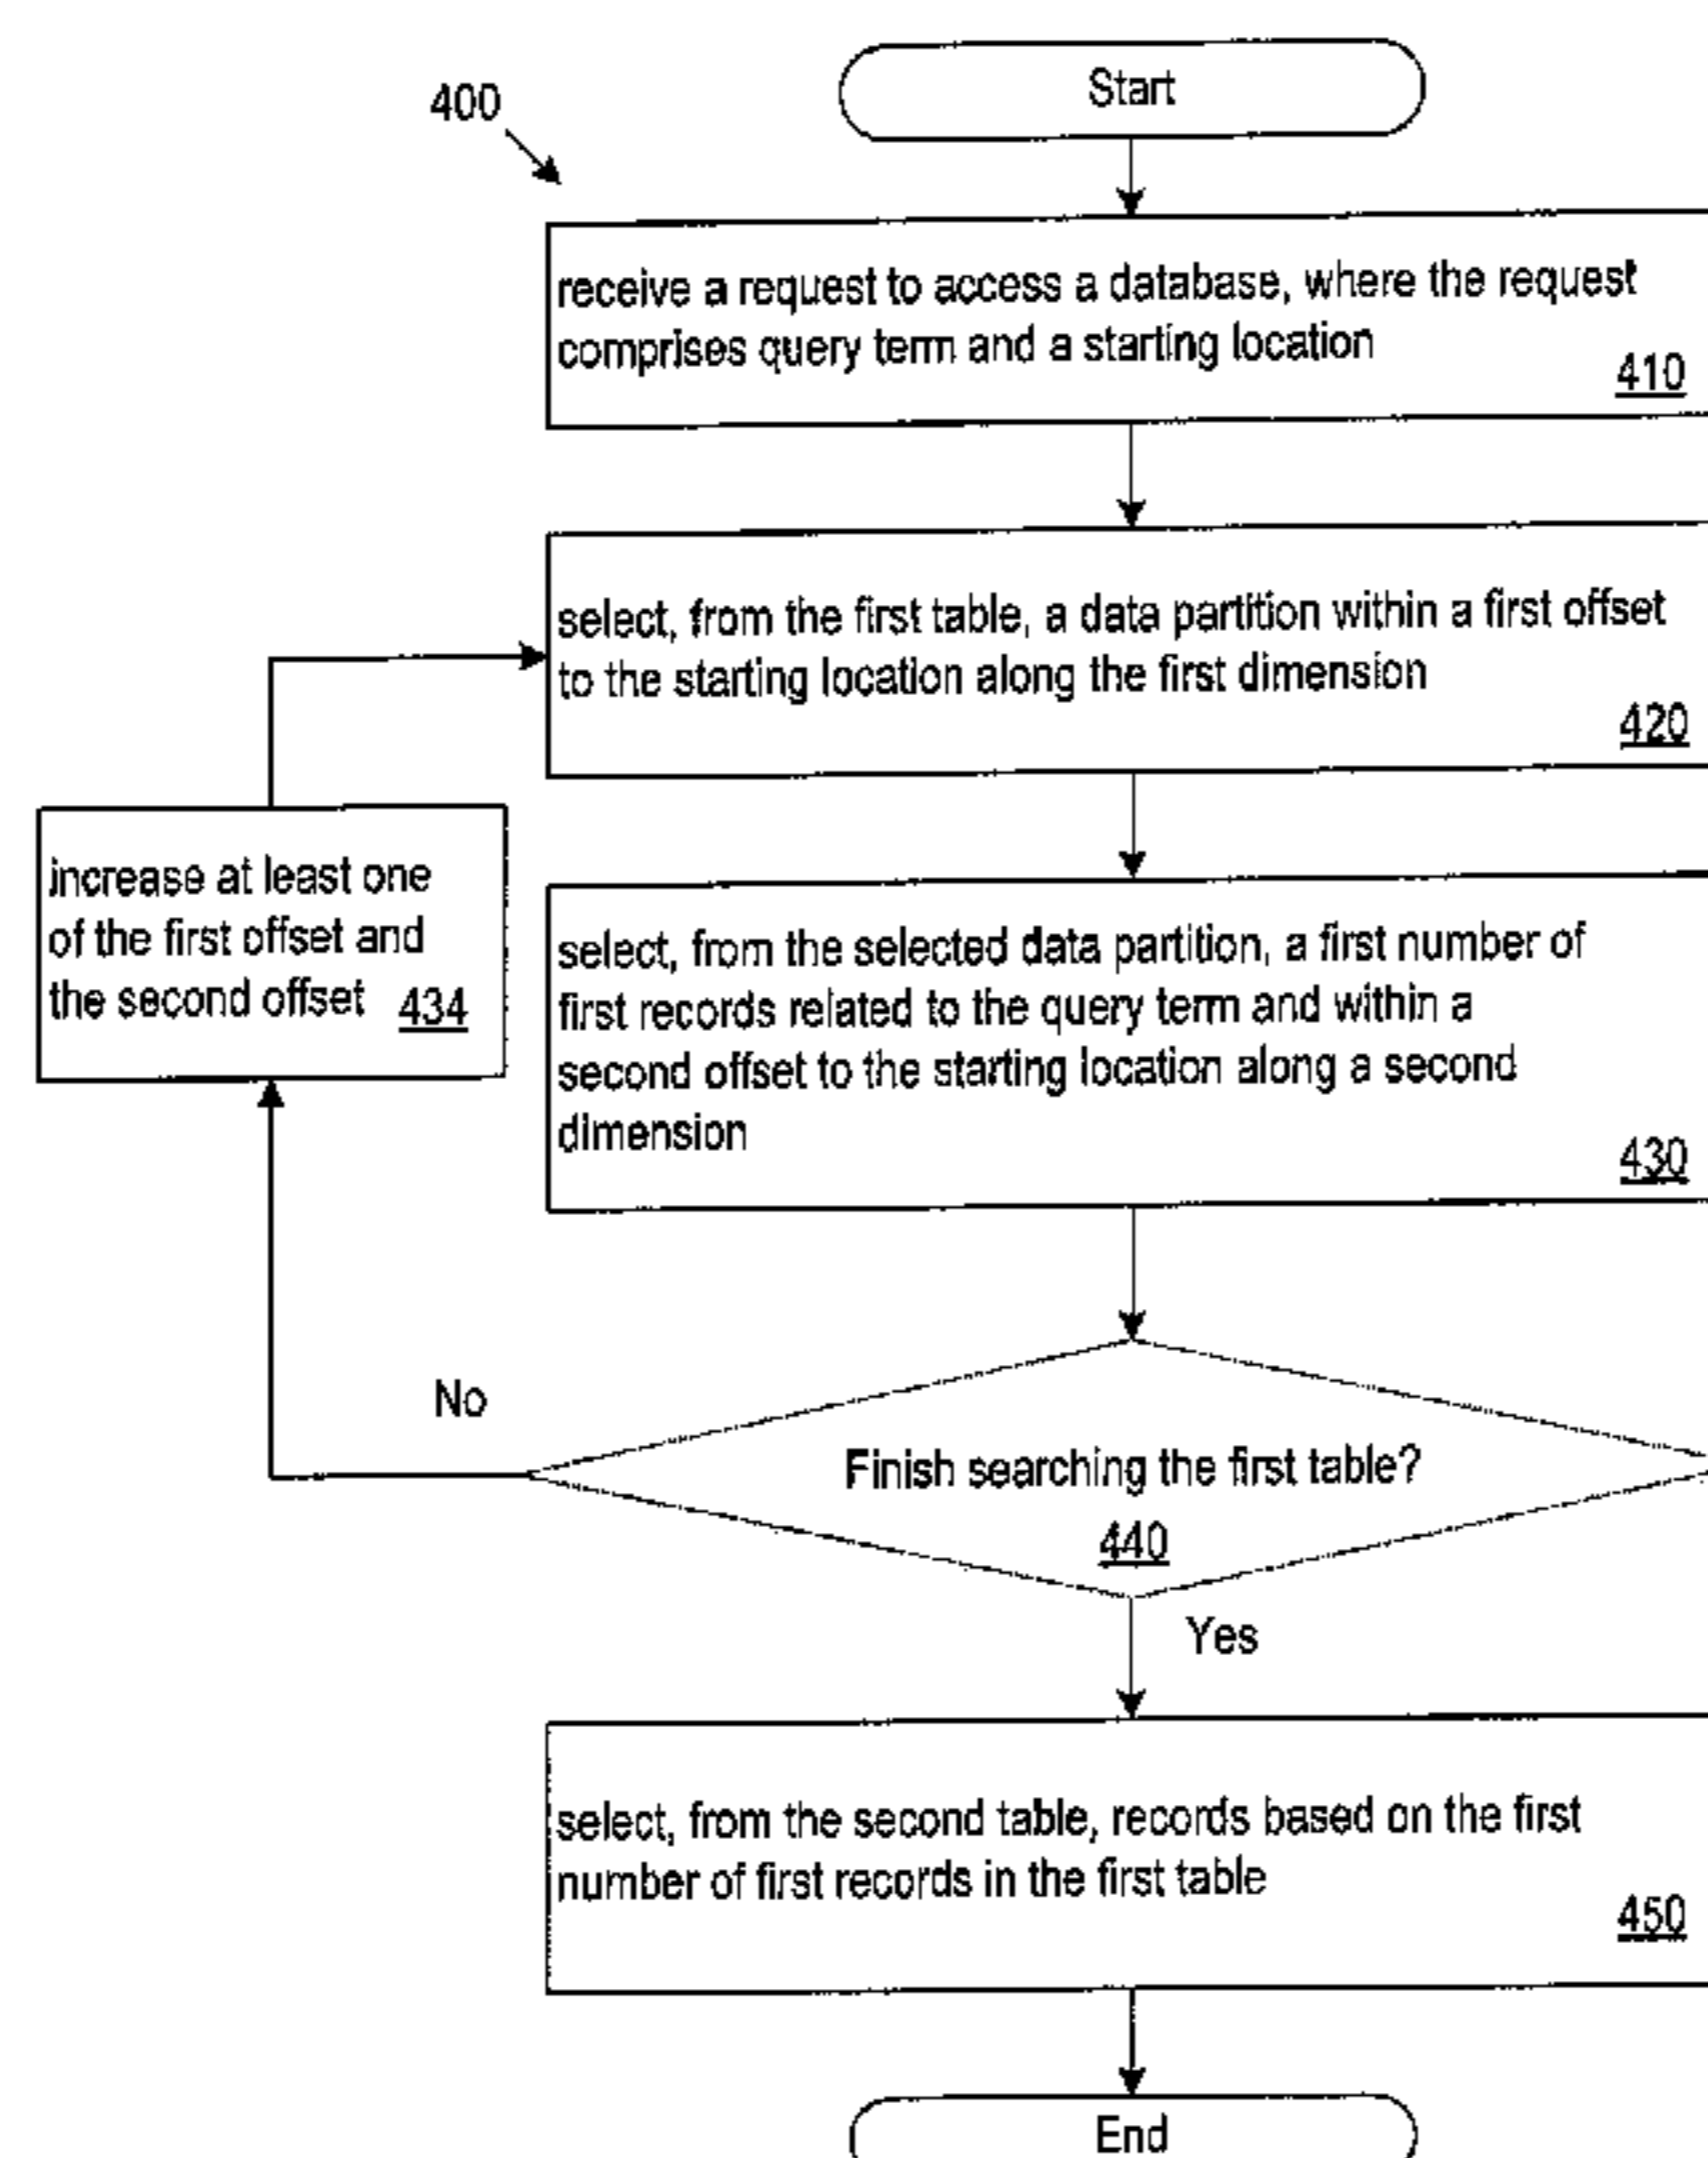 Start
400
receive a request to access a database, where the request
comprises query term and a starting location
410
select, from the first table, a data partition within a first offset
to the starting location along the first dimension
420
increase at least one
of the first offset and
the second offset 434
select, from the selected data partition, a first number of
first records related to the query term and within a
second offset to the starting location along a second
dimension
430
No
Finish searching the first table?
440
Yes
select, from the second table, records based on the first
number of first records in the first table
450
End